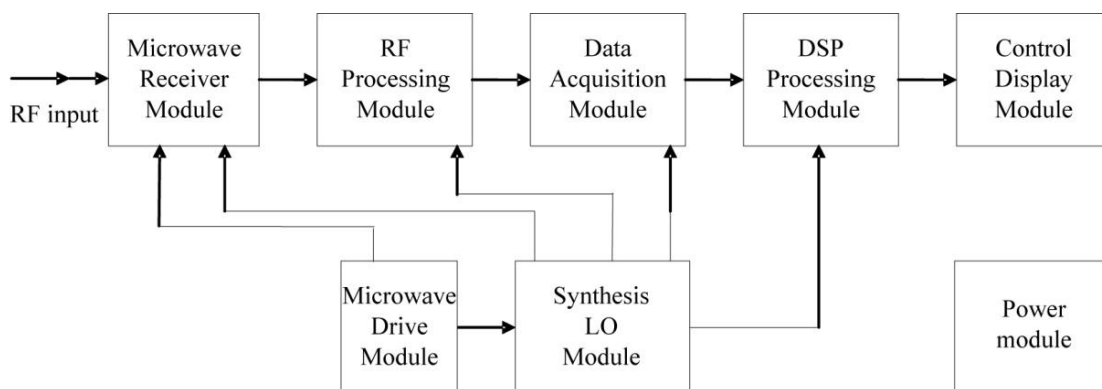 Microwave
Receiver
Module
RF
Processing
Module
Data
Acquisition
Module
DSP
Processing
Module
Control
Display
Module
RF input
Microwave
Drive
Module
Synthesis
LO
Module
Power
module